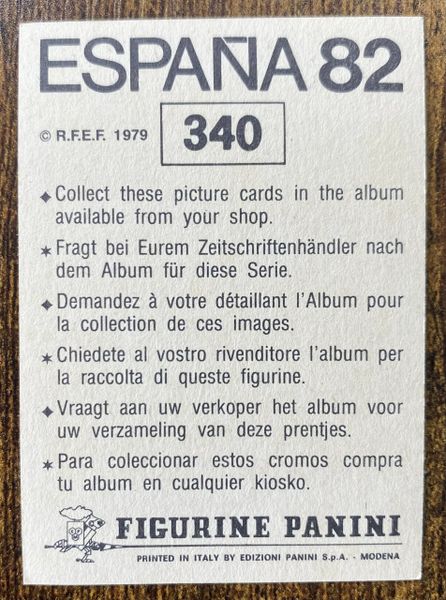 ESPAÑA 82
© R.F.E.F. 1979
340
Collect these picture cards in the album
available from your shop.
Fragt bei Eurem Zeitschriftenhändler nach
dem Album für diese Serie.
Demandez à votre détaillant l'Album pour
la collection de ces images.
Chiedete al vostro rivenditore l'album per
la raccolta di queste figurine.
Vraagt aan uw verkoper het album voor
uw verzameling van deze prentjes.
Para coleccionar estos cromos compra
tu album en cualquier kiosko.
FIGURINE PANINI
PRINTED IN ITALY BY EDIZIONI PANINI S.p.A. - MODENA